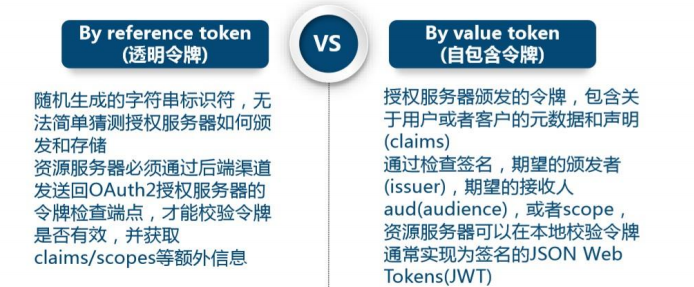 By reference token
(透明令牌)
VS
By value token
(自包含令牌)
随机生成的字符串标识符，无
法简单猜测授权服务器如何颁
发和存储
资源服务器必须通过后端渠道
发送回OAuth2授权服务器的
令牌检查端点，才能校验令牌
是否有效，并获取
claims/scopes等额外信息
授权服务器颁发的令牌，包含关
于用户或者客户的元数据和声明
(claims)
通过检查签名，期望的颁发者
(issuer)，期望的接收人
aud(audience)，或者scope，
资源服务器可以在本地校验令牌
通常实现为签名的JSON Web
Tokens(JWT)